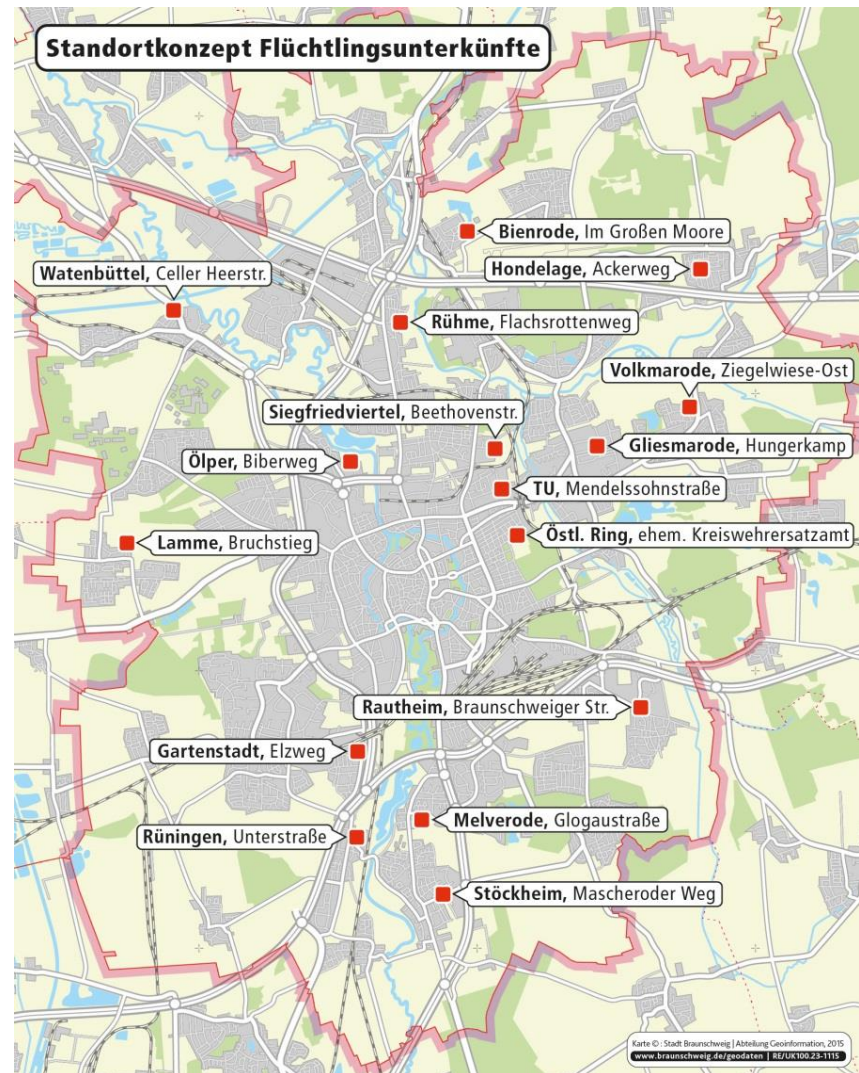 Standortkonzept Flüchtlingsunterkünfte
Bienrode, Im Großen Moore
Hondelage, Ackerweg
Watenbüttel, Celler Heerstr.
Rühme, Flachsrottenweg
Volkmarode, Ziegelwiese-Ost
Siegfriedviertel, Beethovenstr.
Gliesmarode, Hungerkamp
Ölper, Biberweg
TU, Mendelssohnstraße
Östl. Ring, ehem. Kreiswehrersatzamt
Lamme, Bruchstieg
Rautheim, Braunschweiger Str.
Gartenstadt, Elzweg
Melverode, Glogaustraße
Rüningen, Unterstraße
Stöckheim, Mascheroder Weg
Karte © : Stadt Braunschweig | Abteilung Geoinformation, 2015
www.braunschweig.de/geodaten | RE/UK100.23-1115